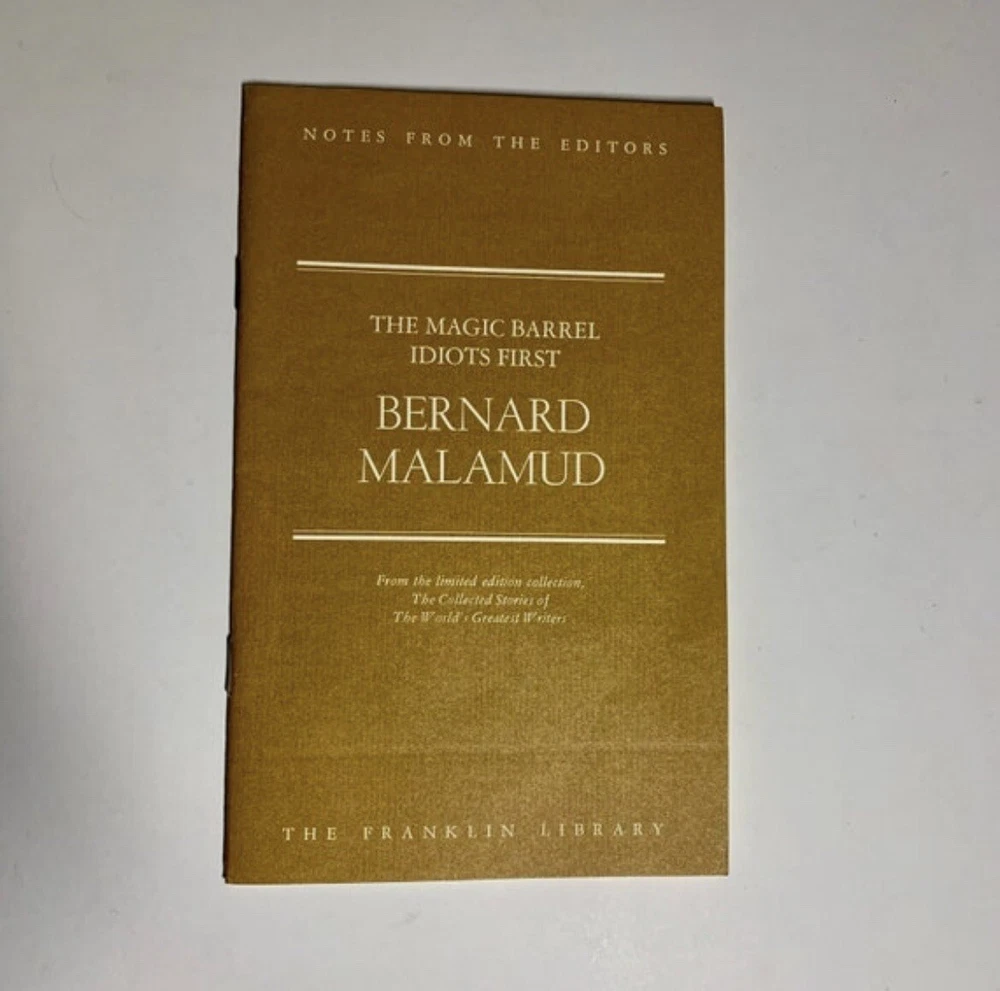 NOTES FROM THE EDITORS
THE MAGIC BARREL
IDIOTS FIRST
BERNARD
MALAMUD
From the limited edition collection,
The Collected Stories of
The World's Greatest Writers
THE FRANKLIN LIBRARY